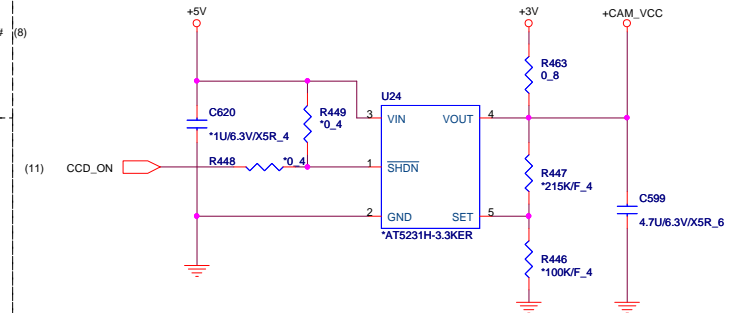 +5V
+3V
+CAM_VCC
# (8)
R463
0_8
U24
C620
*1U/6.3V/X5R_4
R449
*0_4
3 VIN
VOUT 4
(11) CCD_ON
R448
*0_4
1 SHDN
R447
*215K/F_4
C599
4.7U/6.3V/X5R_6
2 GND
SET 5
*AT5231H-3.3KER
R446
*100K/F_4